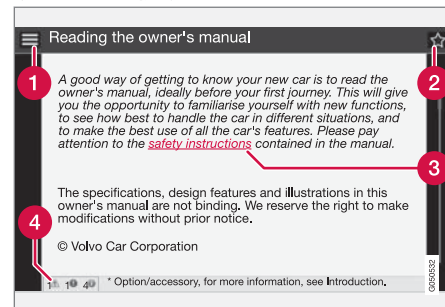 Reading the owner's manual
1
2
A good way of getting to know your new car is to read the
owner's manual, ideally before your first journey. This will give
you the opportunity to familiarise yourself with new functions,
to see how best to handle the car in different situations, and
to make the best use of all the car's features. Please pay
attention to the safety instructions contained in the manual.
3
The specifications, design features and illustrations in this
owner's manual are not binding. We reserve the right to make
modifications without prior notice.
4
© Volvo Car Corporation
1 1 4 * Option/accessory, for more information, see Introduction.
G050532